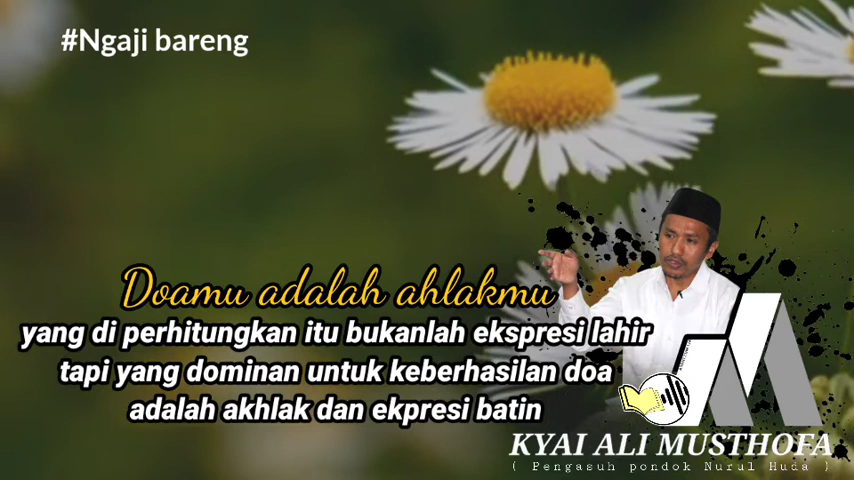 #Ngaji bareng
Doamu adalah ahlakmu
yang di perhitungkan itu bukanlah ekspresi lahir
tapi yang dominan untuk keberhasilan doa
adalah akhlak dan ekpresi batin
KYAI ALI MUSTHOFA
( Pengasuh pondok Nurul Huda )